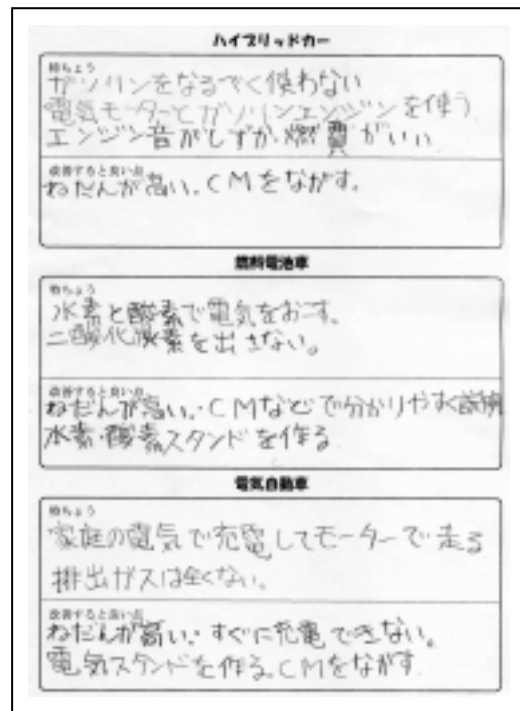 ハイブリッドカー
特ちょう
ガソリンをなるべく使わない
電気モーターとガソリンエンジンを使う
エンジン音がしずか・燃費がいい
改善すると良い点
ねだんが高い。CMをながす。
燃料電池車
特ちょう
水素と酸素で電気をおこす。
二酸化炭素を出さない。
改善すると良い点
ねだんが高い。・CMなどで分かりやすく説明
水素・酸素スタンドを作る
電気自動車
特ちょう
家庭の電気で充電してモーターで走る
排出ガスは全くない。
改善すると良い点
ねだんが高い・すぐに充電できない。
電気スタンドを作る。CMをながす